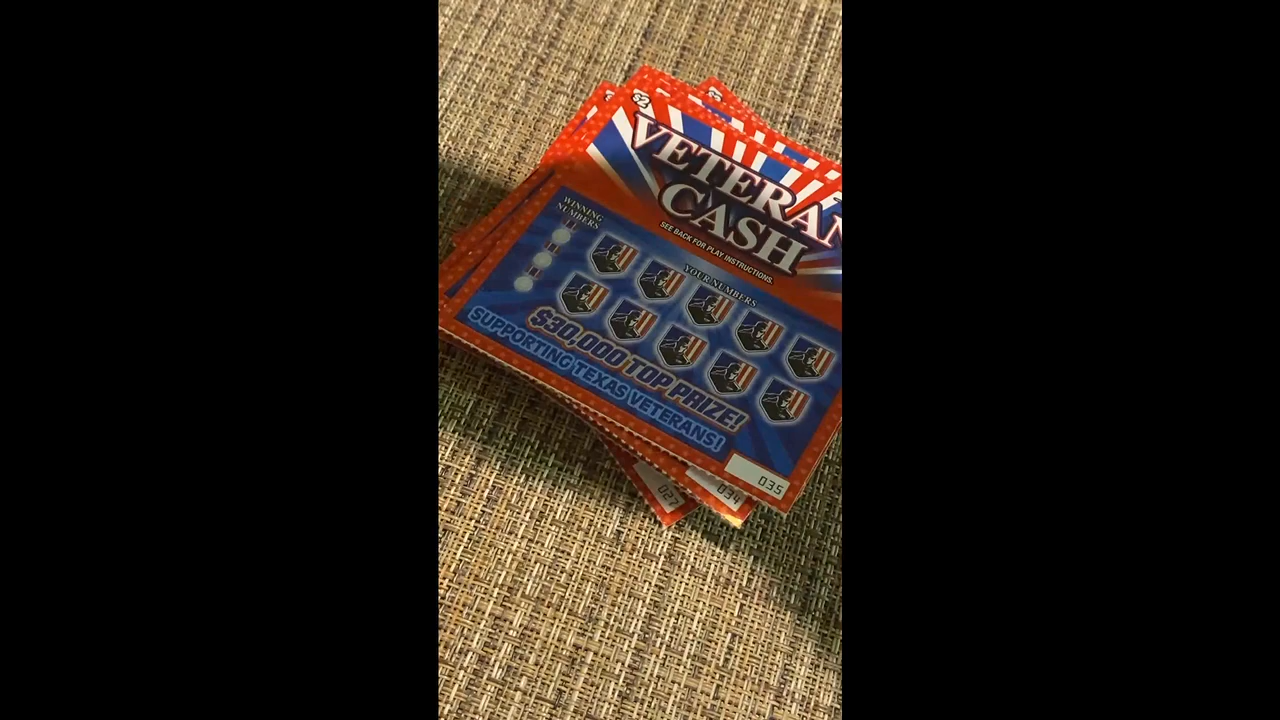 $2
VETERAN
CASH
SEE BACK FOR PLAY INSTRUCTIONS.
WINNING
NUMBERS
YOUR NUMBERS
$30,000 TOP PRIZE!
SUPPORTING TEXAS VETERANS!
035
034
027